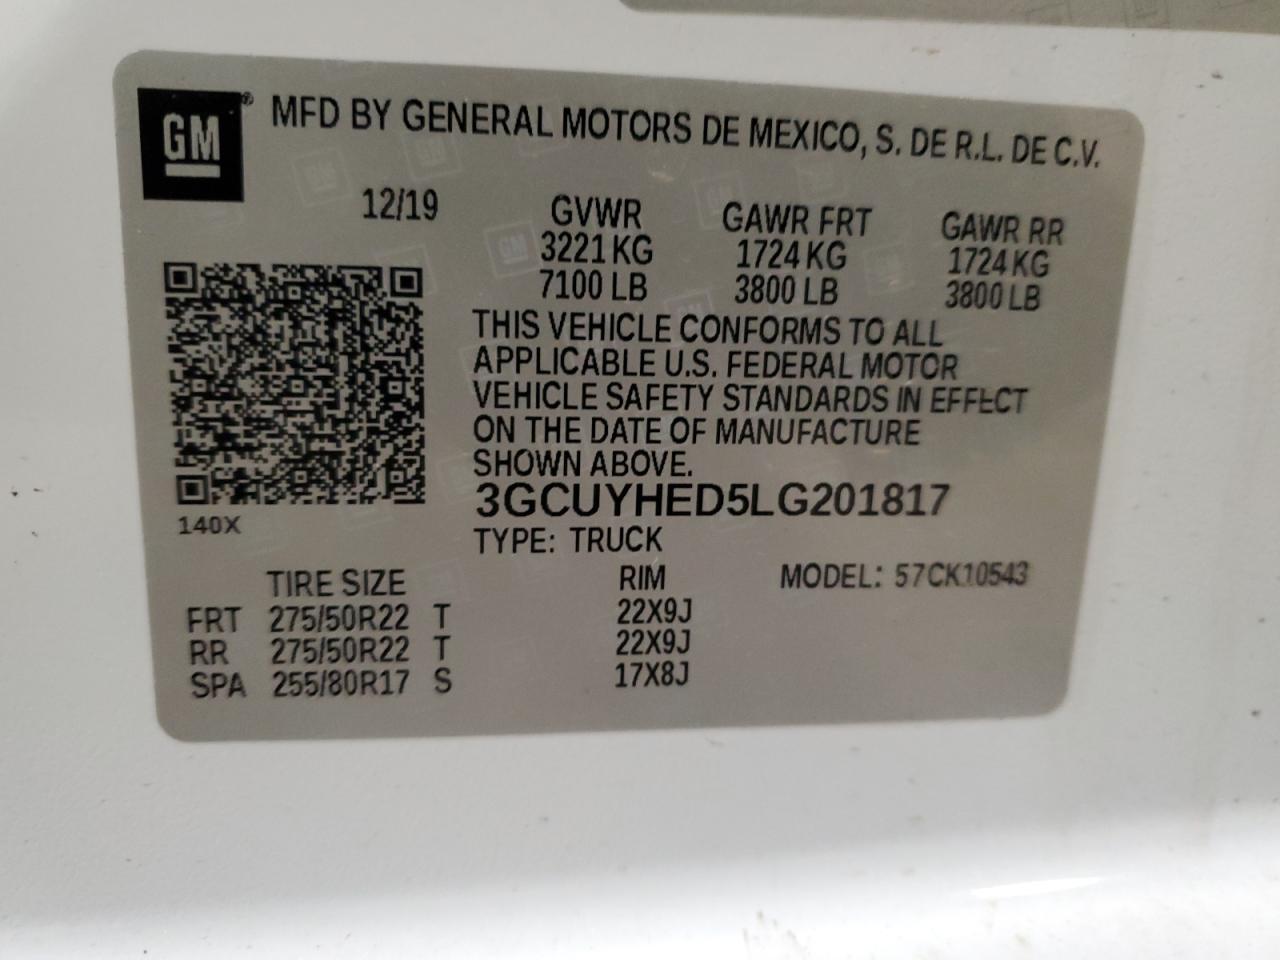 GM® MFD BY GENERAL MOTORS DE MEXICO, S. DE R.L. DE C.V.
12/19 GVWR GAWR FRT GAWR RR
3221 KG 1724 KG 1724 KG
7100 LB 3800 LB 3800 LB
THIS VEHICLE CONFORMS TO ALL
APPLICABLE U.S. FEDERAL MOTOR
VEHICLE SAFETY STANDARDS IN EFFECT
ON THE DATE OF MANUFACTURE
SHOWN ABOVE.
3GCUYHED5LG201817
140X
TYPE: TRUCK
TIRE SIZE RIM MODEL: 57CK10543
FRT 275/50R22 T 22X9J
RR 275/50R22 T 22X9J
SPA 255/80R17 S 17X8J